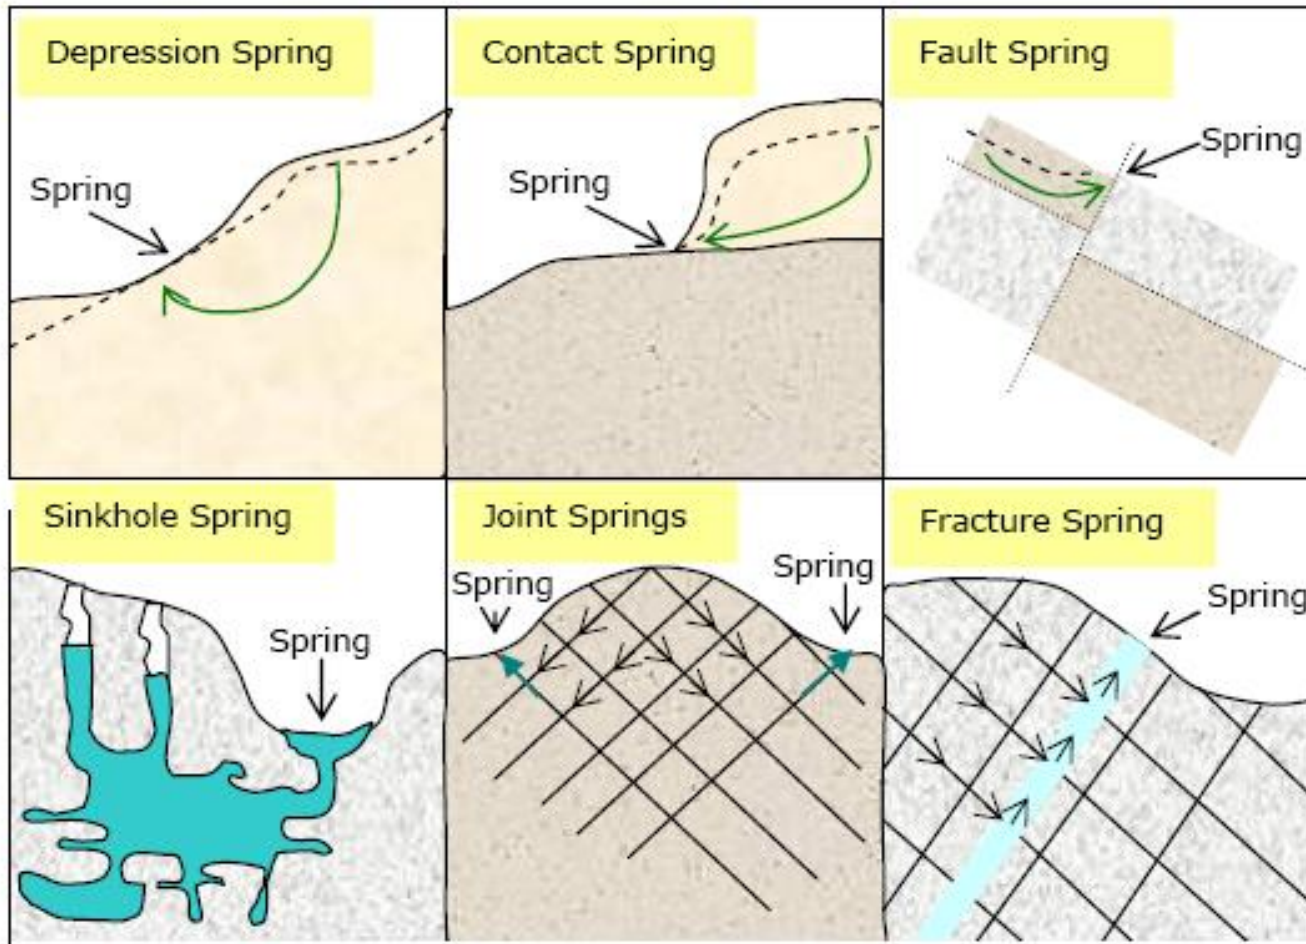 Depression Spring
Contact Spring
Fault Spring
Spring
Spring
Spring
Sinkhole Spring
Joint Springs
Fracture Spring
Spring
Spring
Spring
Spring